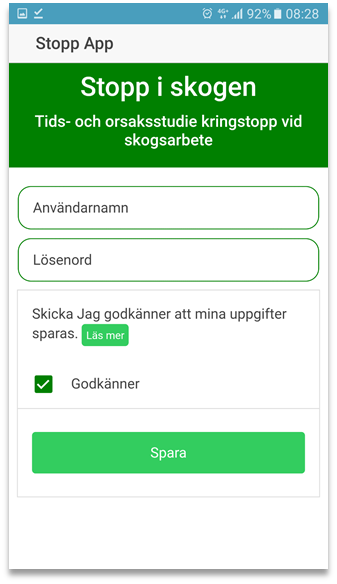 4G+ 92% 08:28
Stopp App
Stopp i skogen
Tids- och orsaksstudie kringstopp vid
skogsarbete
Användarnamn
Lösenord
Skicka Jag godkänner att mina uppgifter
sparas. Läs mer
Godkänner
Spara